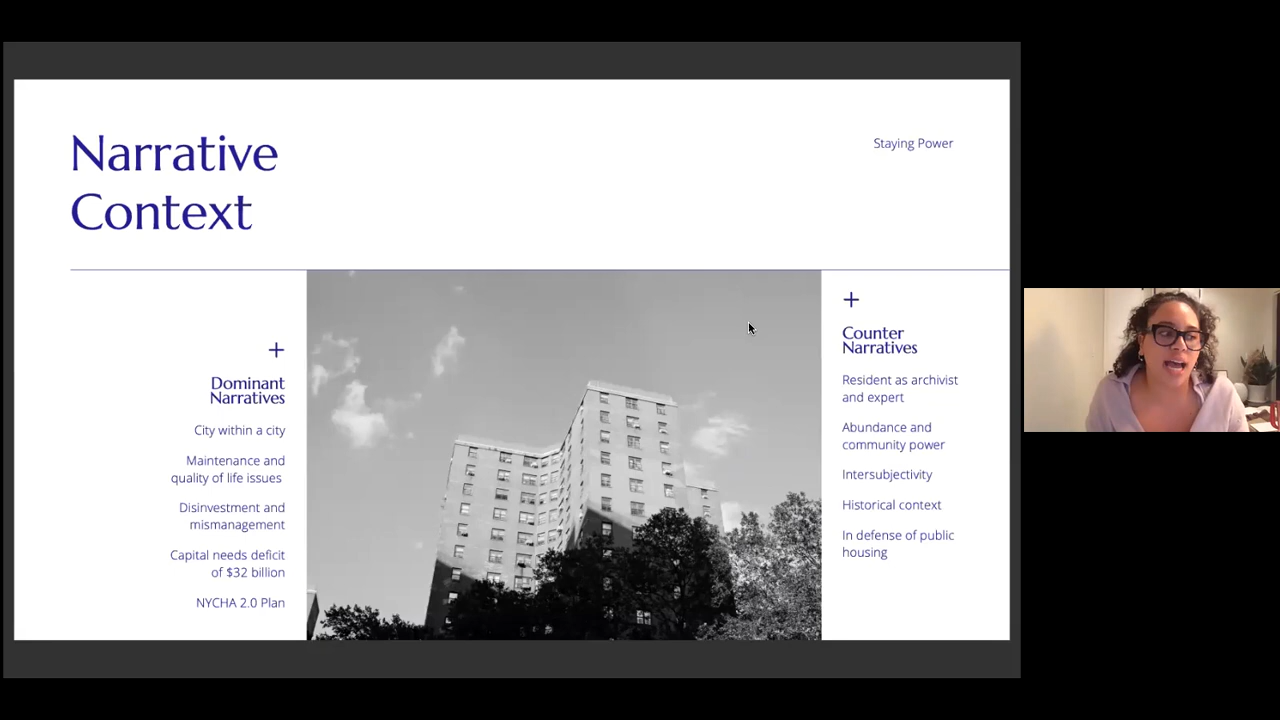 Narrative
Context
Staying Power
+
Dominant
Narratives
City within a city
Maintenance and
quality of life issues
Disinvestment and
mismanagement
Capital needs deficit
of $32 billion
NYCHA 2.0 Plan
+
Counter
Narratives
Resident as archivist
and expert
Abundance and
community power
Intersubjectivity
Historical context
In defense of public
housing